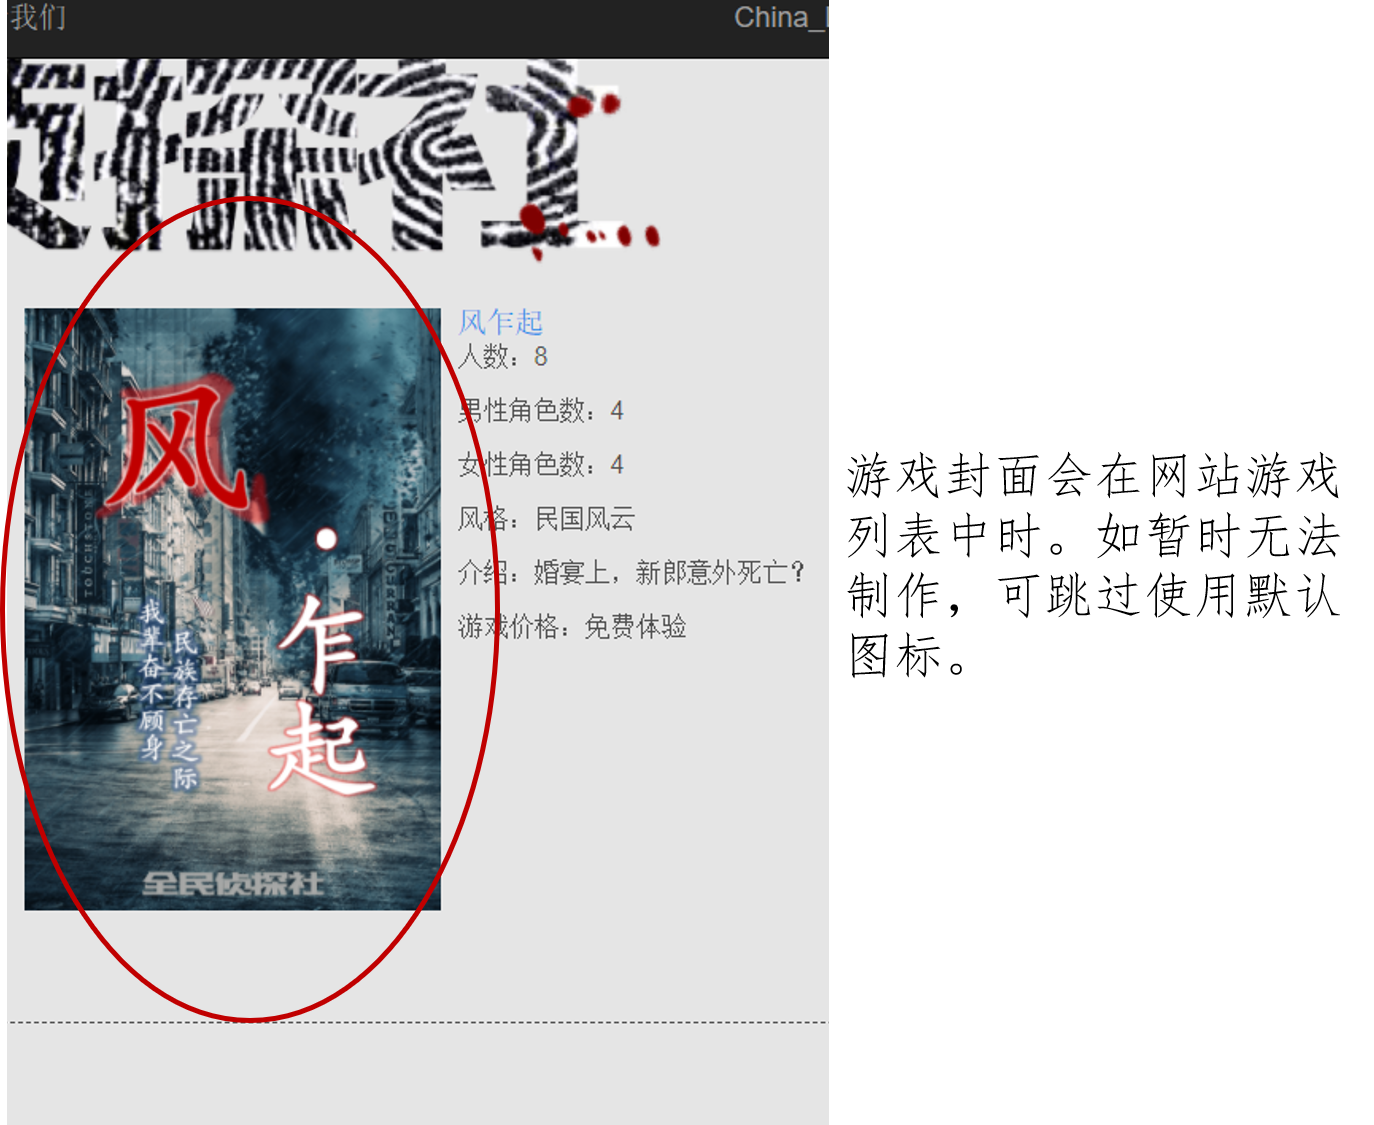 我们
China_
风乍起
人数：8
男性角色数：4
女性角色数：4
风格：民国风云
介绍：婚宴上，新郎意外死亡？
游戏价格：免费体验
风·乍起
民族存亡之际
我辈奋不顾身
TOUCHSTONE
全民侦探社
游戏封面会在网站游戏
列表中时。如暂时无法
制作，可跳过使用默认
图标。